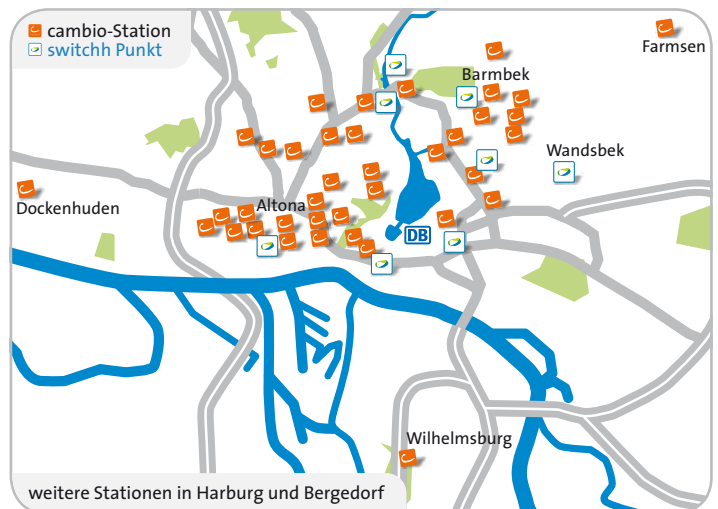 cambio-Station
switchh Punkt
Farmsen
Barmbek
Wandsbek
Dockenhuden
Altona
DB
Wilhelmsburg
weitere Stationen in Harburg und Bergedorf